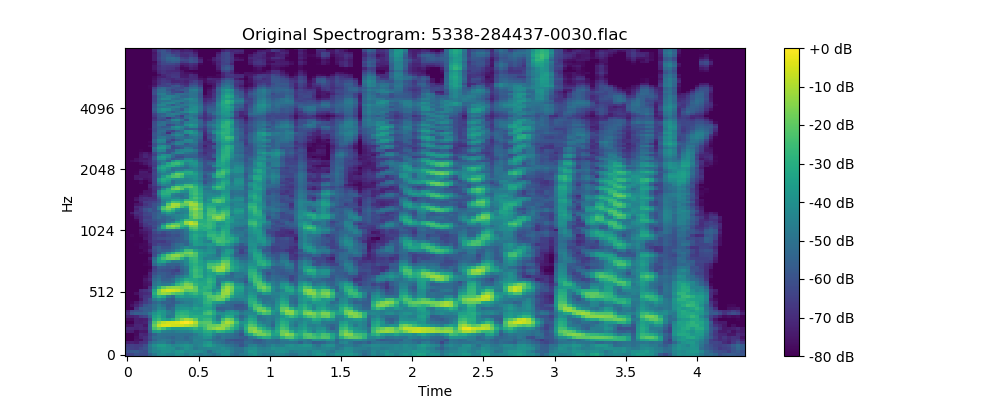 Original Spectrogram: 5338-284437-0030.flac
Hz
4096
2048
1024
512
0
0 0.5 1 1.5 2 2.5 3 3.5 4
Time
+0 dB
-10 dB
-20 dB
-30 dB
-40 dB
-50 dB
-60 dB
-70 dB
-80 dB